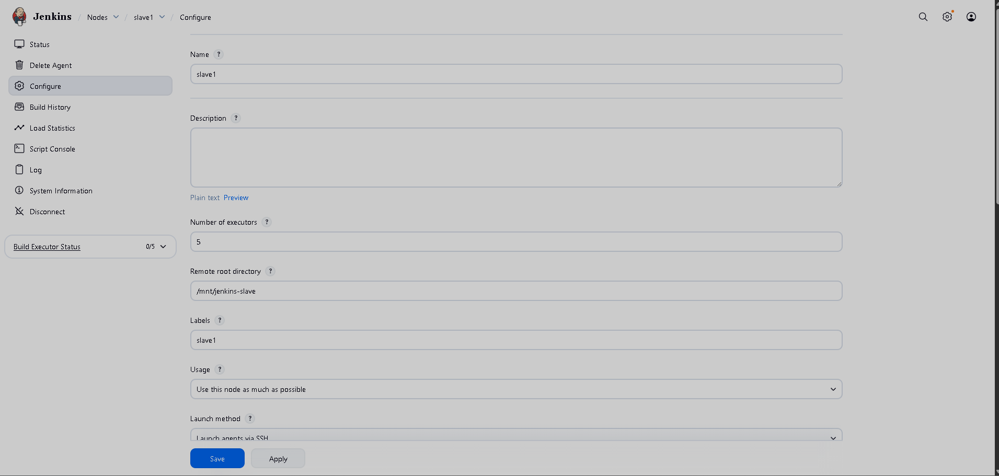 Jenkins / Nodes / slave1 / Configure
Status
Delete Agent
Configure
Build History
Load Statistics
Script Console
Log
System Information
Disconnect
Build Executor Status 0/5
Name ?
slave1
Description ?
Plain text Preview
Number of executors ?
5
Remote root directory ?
/mnt/jenkins-slave
Labels ?
slave1
Usage ?
Use this node as much as possible
Launch method ?
Launch agents via SSH
Save Apply